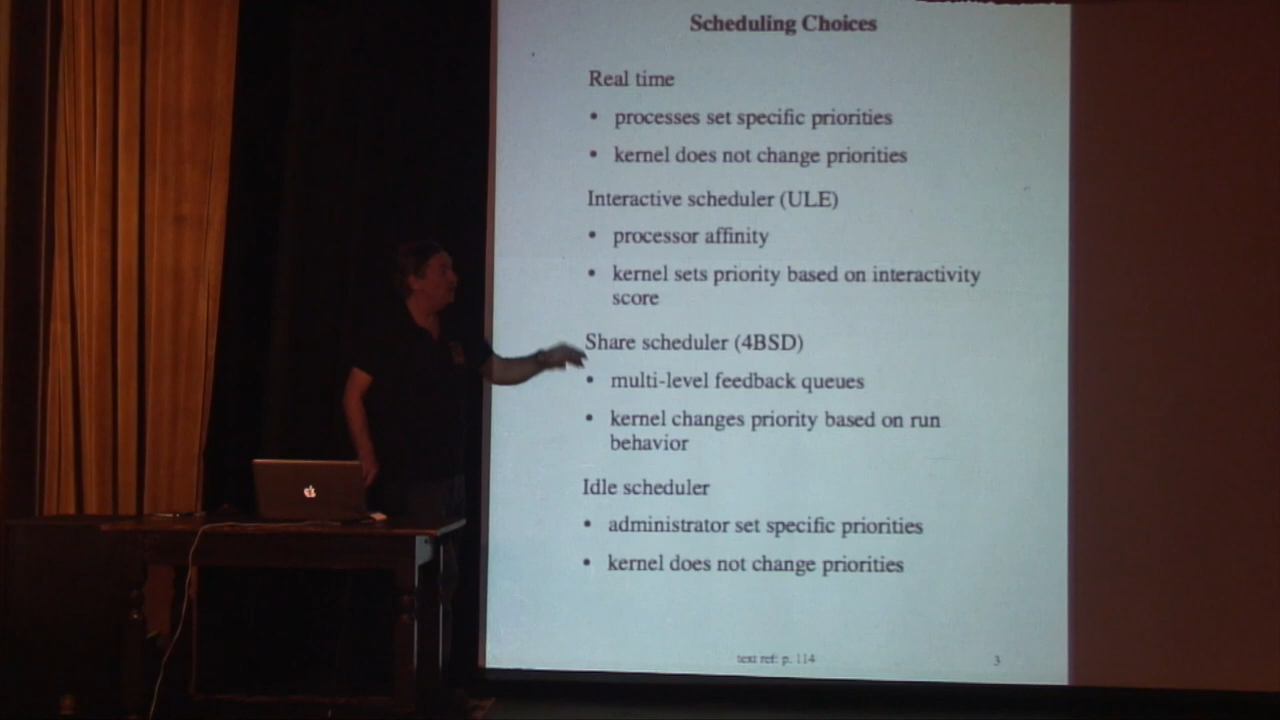 Scheduling Choices
Real time
• processes set specific priorities
• kernel does not change priorities
Interactive scheduler (ULE)
• processor affinity
• kernel sets priority based on interactivity
score
Share scheduler (4BSD)
• multi-level feedback queues
• kernel changes priority based on run
behavior
Idle scheduler
• administrator set specific priorities
• kernel does not change priorities
text ref: p. 114
3